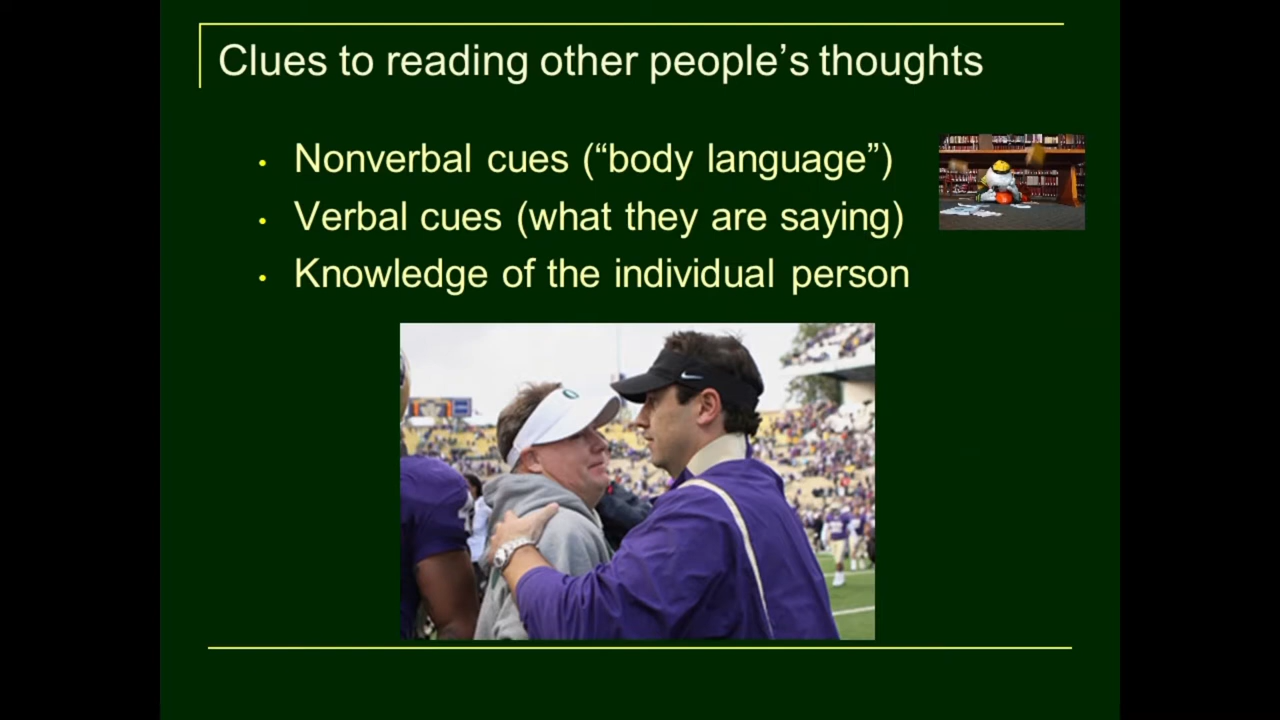 Clues to reading other people’s thoughts
• Nonverbal cues (“body language”)
• Verbal cues (what they are saying)
• Knowledge of the individual person